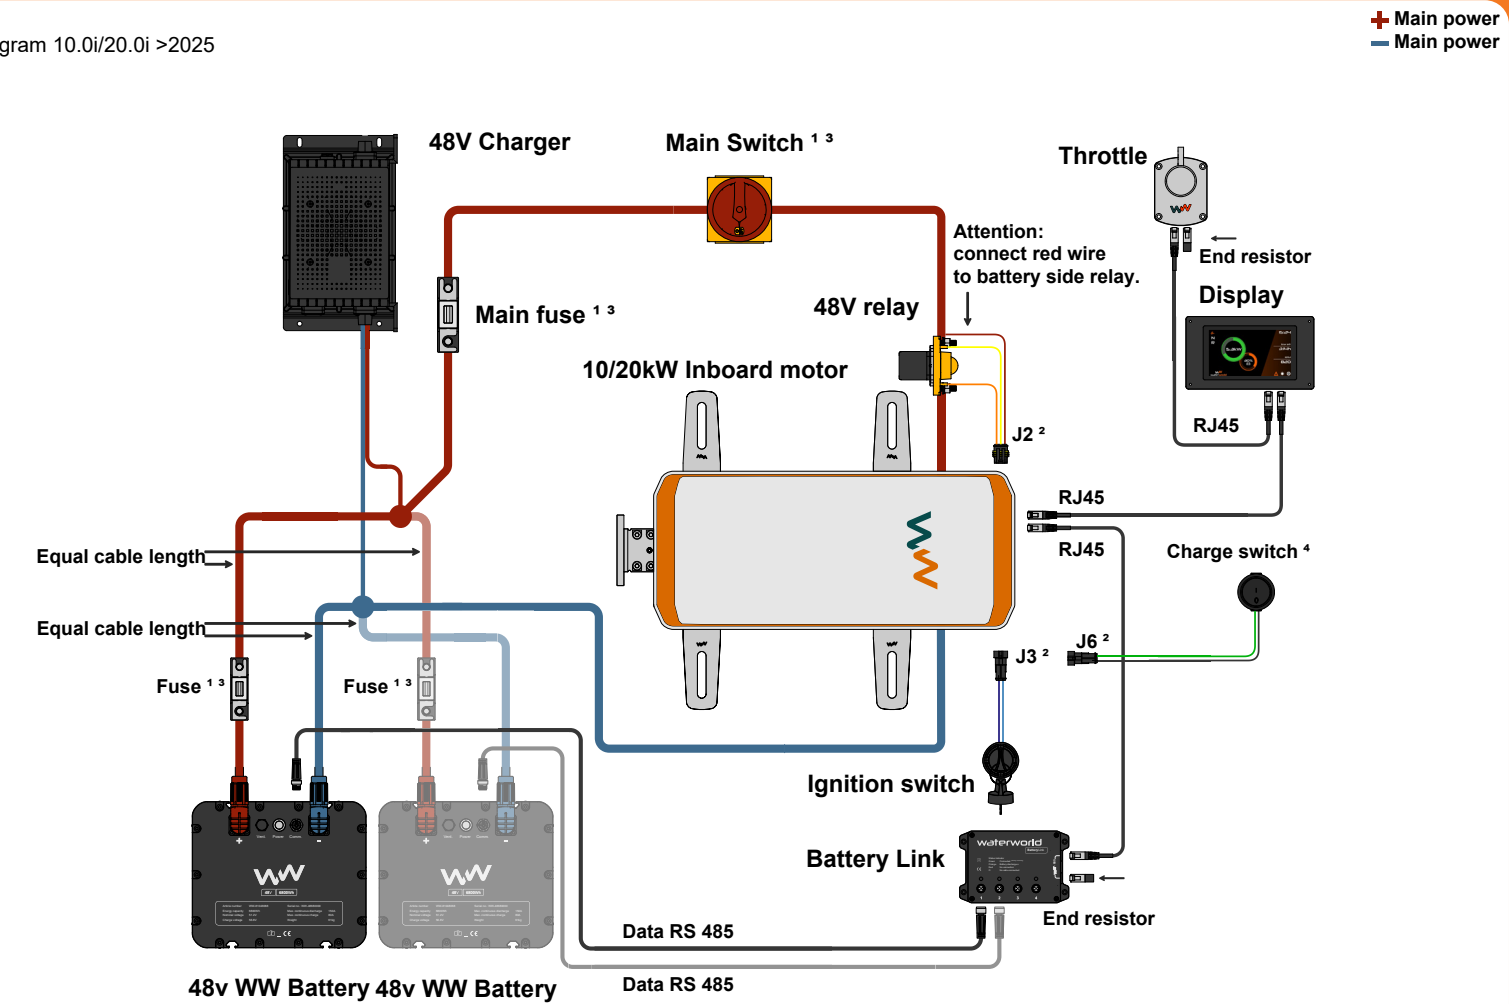 Main power
Main power
gram 10.0i/20.0i >2025
48V Charger
Main Switch ¹ ³
Throttle
Attention:
connect red wire
to battery side relay.
End resistor
Display
48V relay
Main fuse ¹ ³
10/20kW Inboard motor
RJ45
J2 ²
RJ45
RJ45
Charge switch ⁴
Equal cable length
Equal cable length
J6 ²
J3 ²
Fuse ¹ ³
Fuse ¹ ³
Ignition switch
waterworld
Battery Link
End resistor
Data RS 485
Data RS 485
48v WW Battery
48v WW Battery